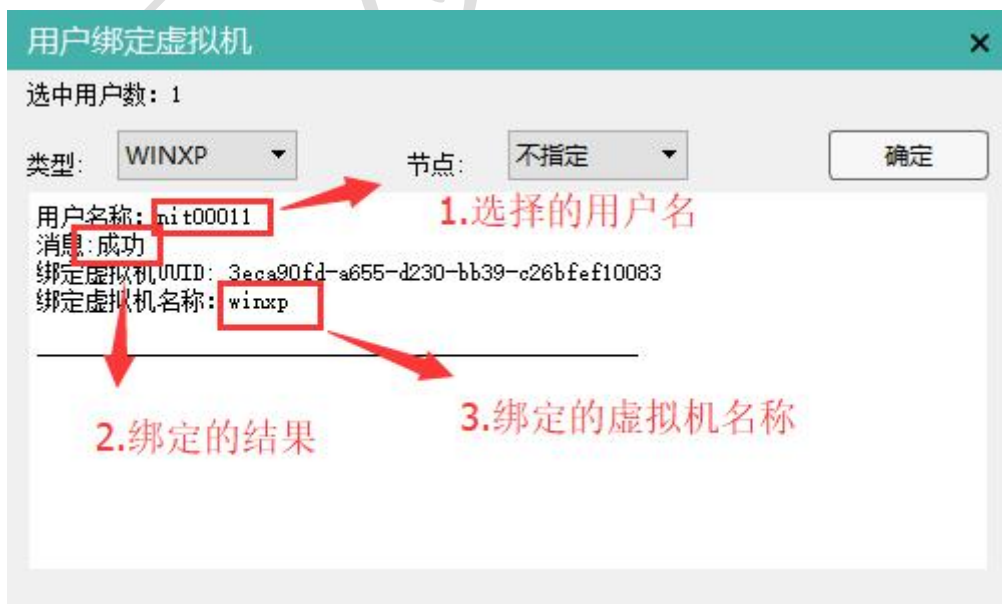 用户绑定虚拟机 ×
选中用户数: 1
类型: WINXP 节点: 不指定 确定
用户名称: nit00011
1.选择的用户名
消息:成功
绑定虚拟机UUID: 3eca90fd-a655-d230-bb39-c26bfef10083
绑定虚拟机名称: winxp
2.绑定的结果
3.绑定的虚拟机名称